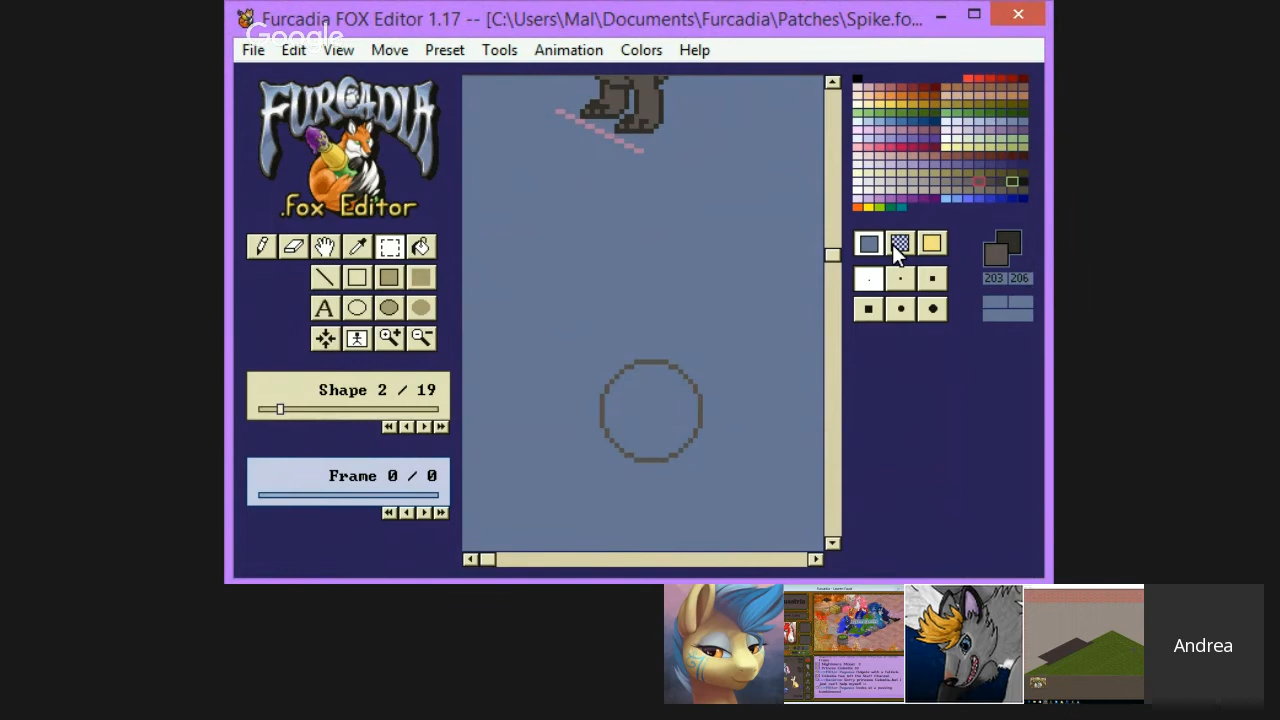 Furcadia FOX Editor 1.17 -- [C:\Users\Mal\Documents\Furcadia\Patches\Spike.fo...
Google
File Edit View Move Preset Tools Animation Colors Help
FURCADIA
.fox Editor
A
Shape 2 / 19
Frame 0 / 0
203 206
Andrea